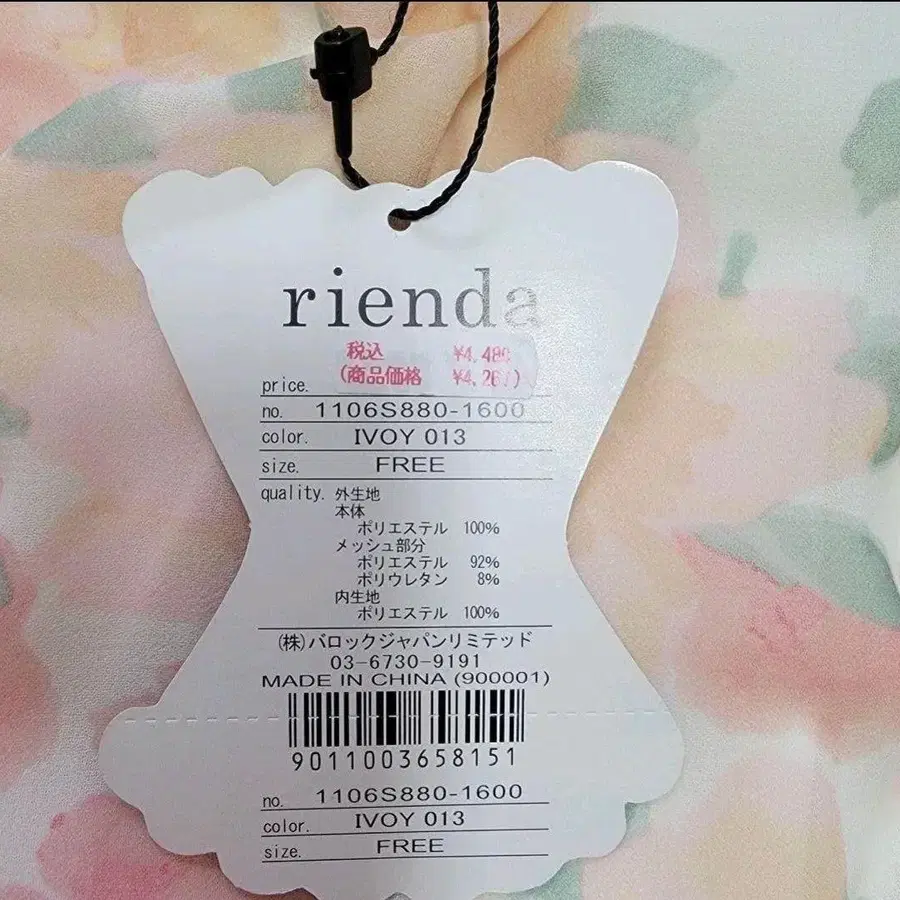 rienda
税込 ¥4,48
(商品価格 ¥4,26)
price.
no. 1106S880-1600
color. IVOY 013
size. FREE
quality. 外生地
本体
ポリエステル 100%
メッシュ部分
ポリエステル 92%
ポリウレタン 8%
内生地
ポリエステル 100%
(株)バロックジャパンリミテッド
03-6730-9191
MADE IN CHINA (900001)
9011003658151
no. 1106S880-1600
color. IVOY 013
size. FREE